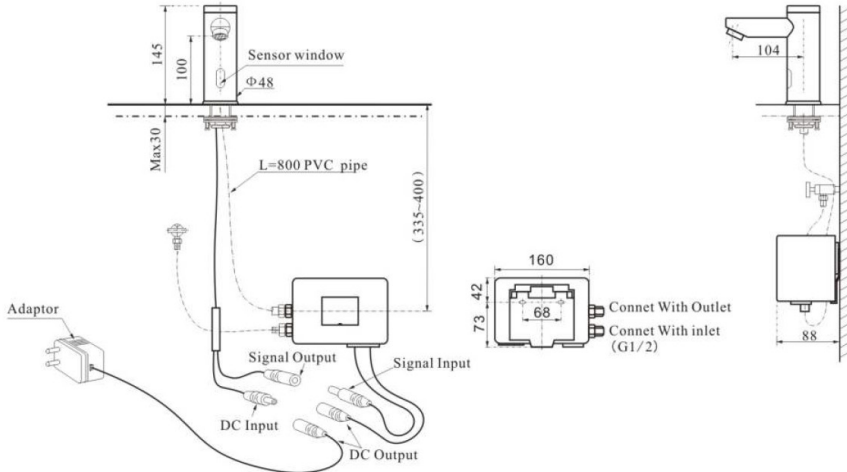 145
100
Sensor window
Φ48
Max30
L=800 PVC pipe
(335-400)
Adaptor
Signal Output
DC Input
Signal Input
DC Output
160
42
73
68
Connet With Outlet
Connet With inlet
(G1/2)
104
88